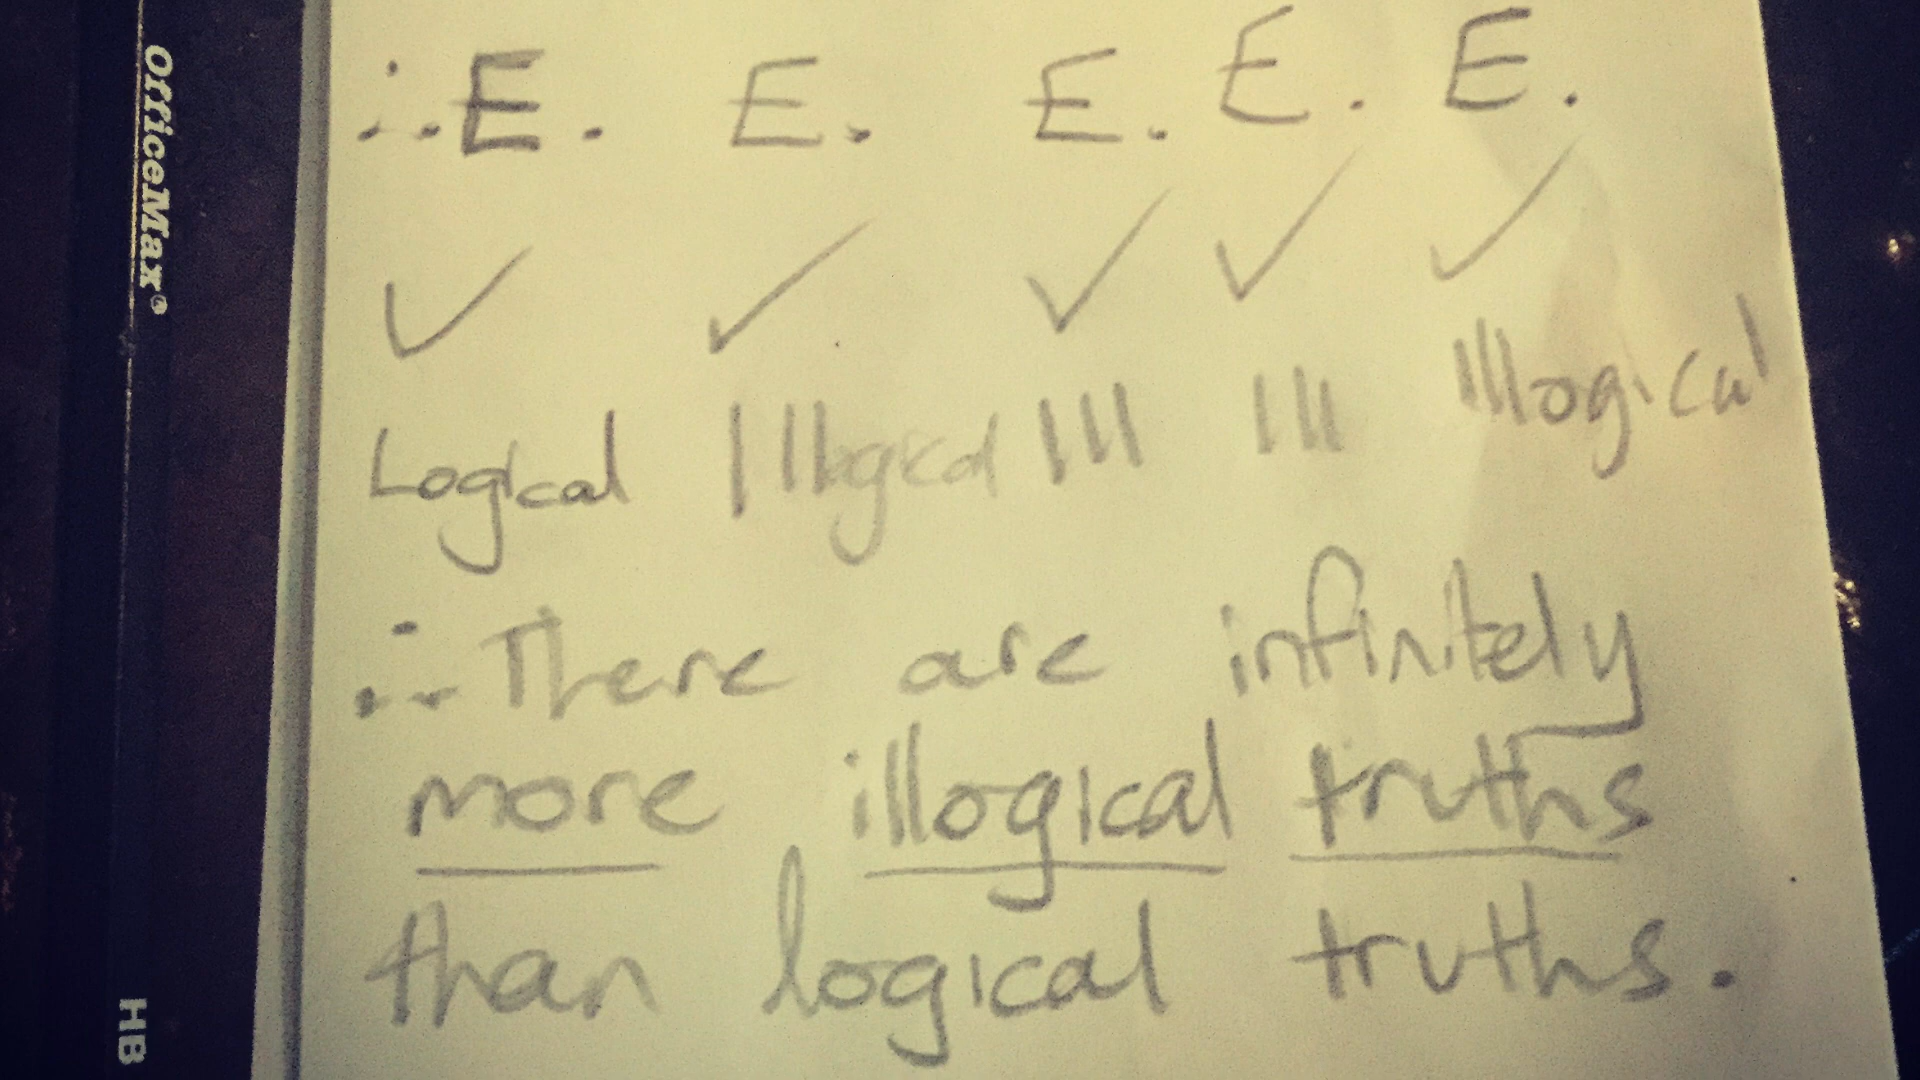 OfficeMax®
HB
∴ E. E. E. E. E.
✓ ✓ ✓ ✓ ✓
Logical Illogical Ill Ill Illogical
∴ There are infinitely
more illogical truths
than logical truths.